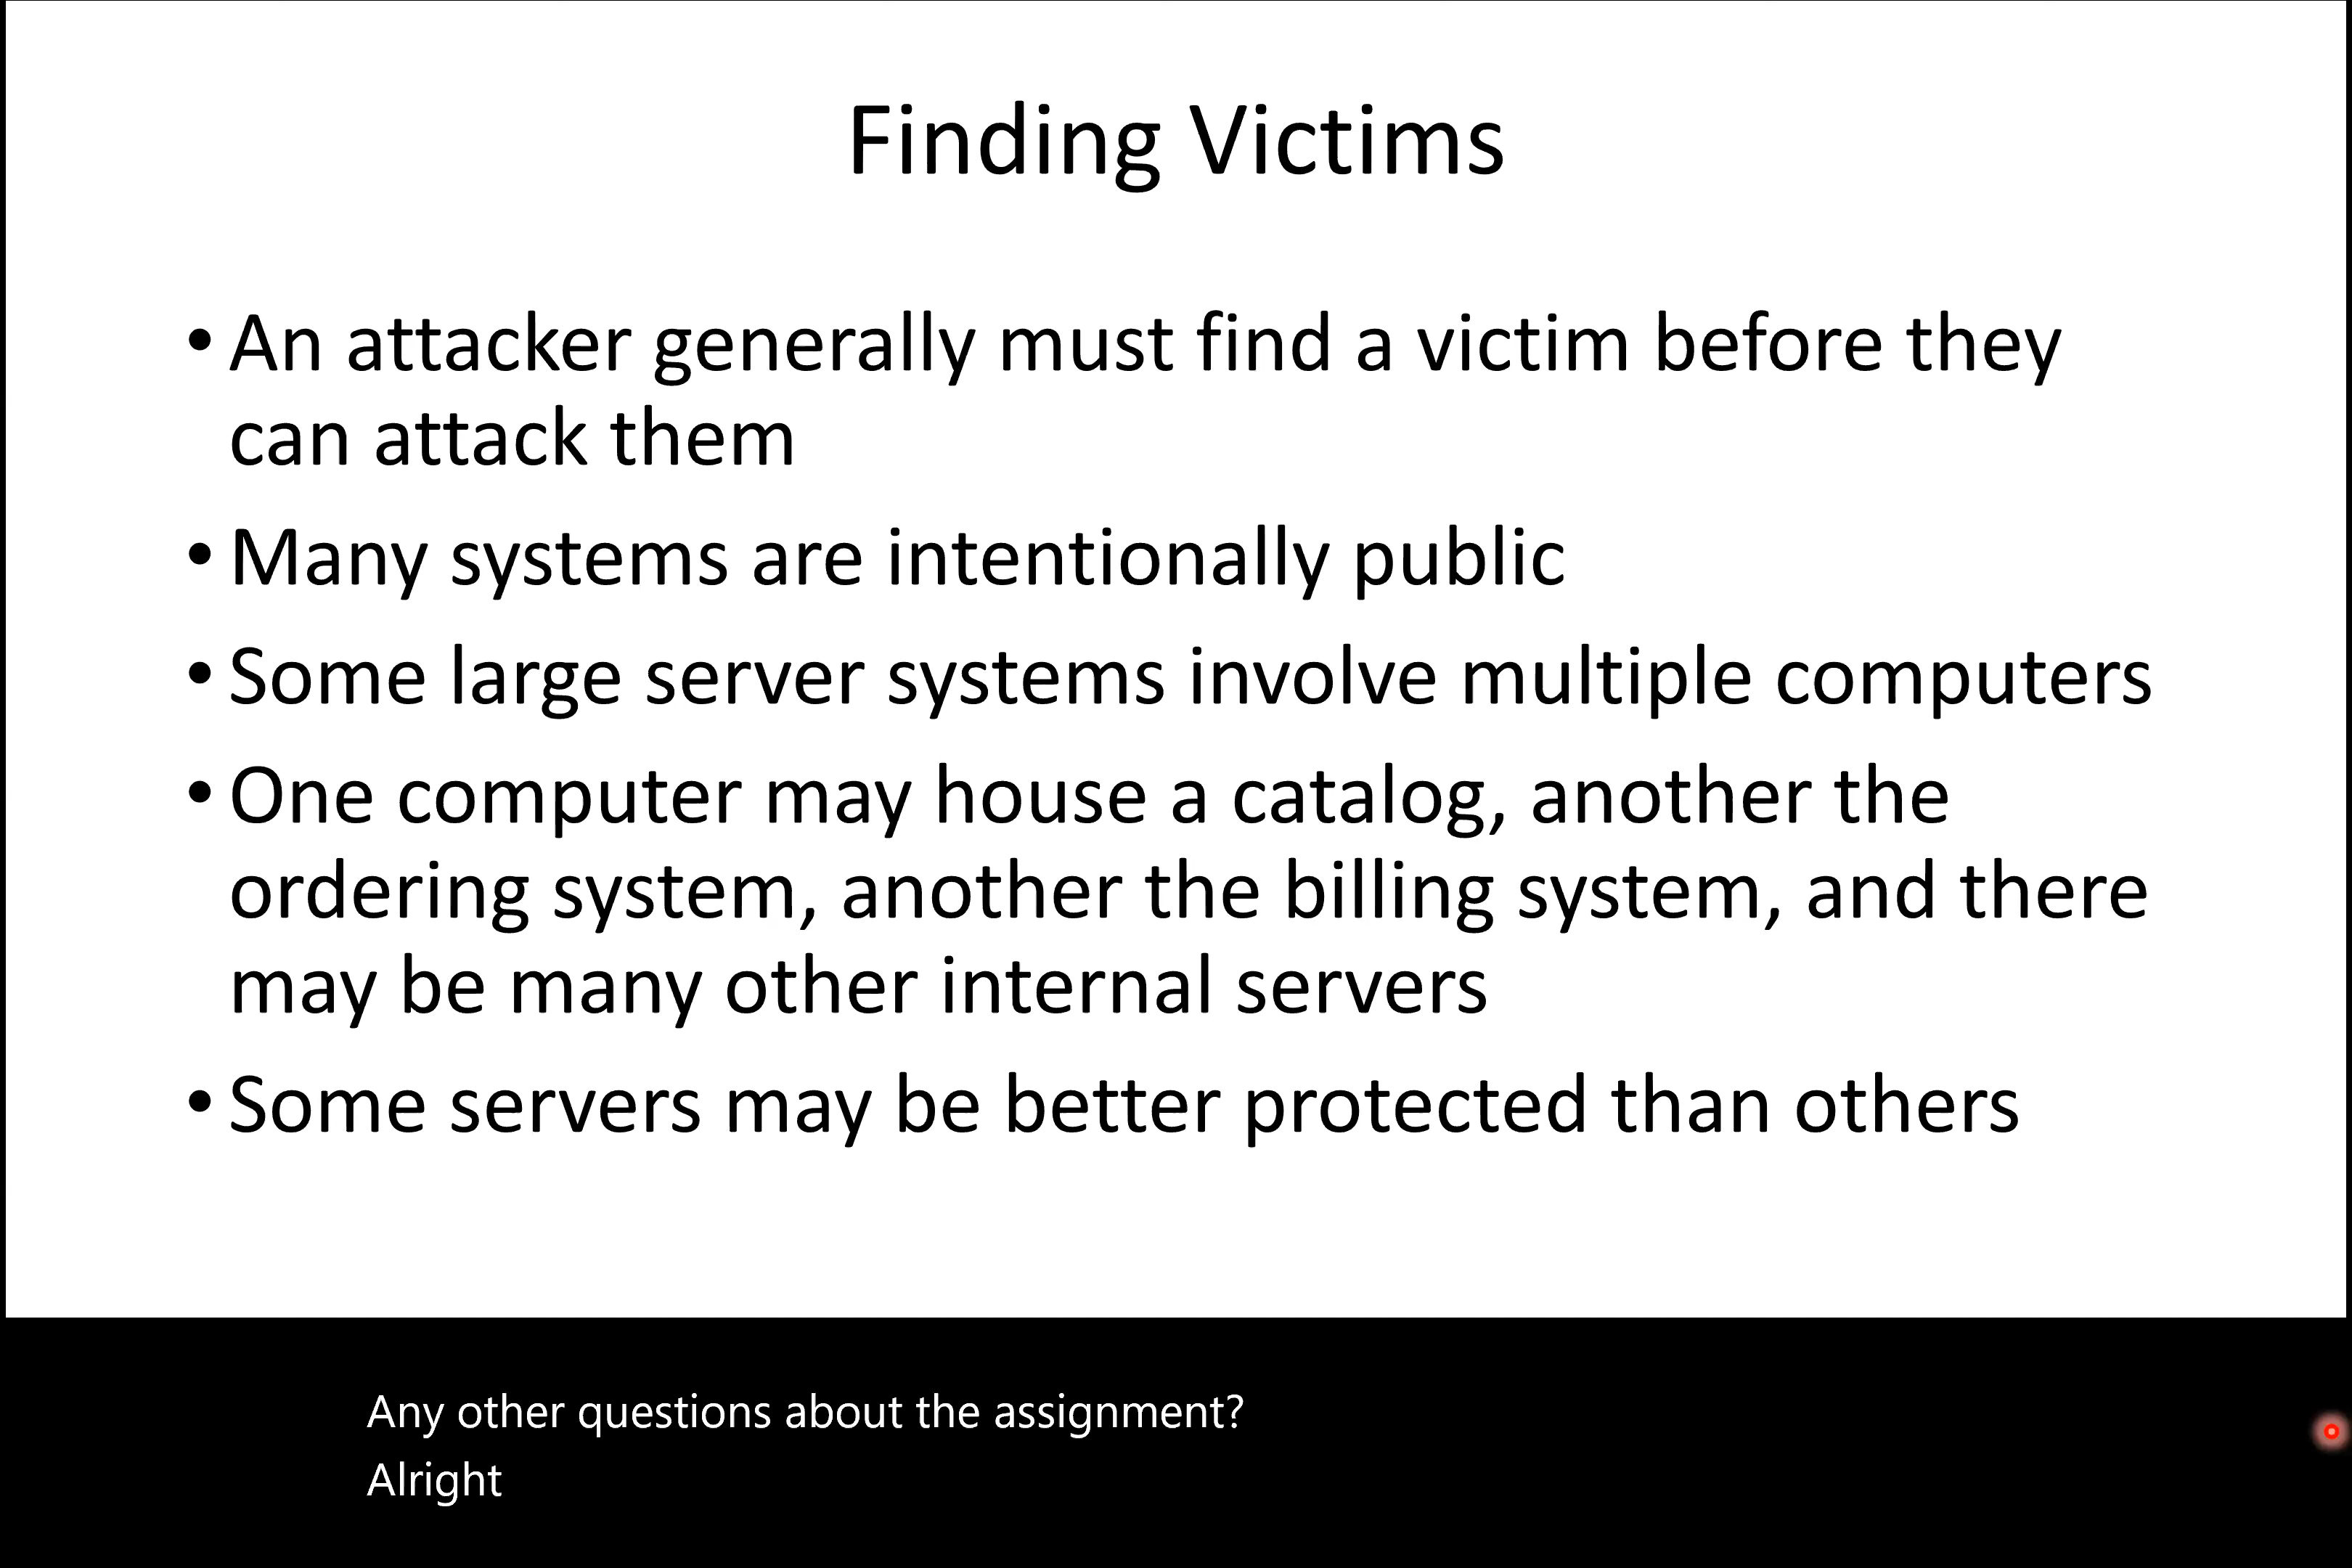 Finding Victims
• An attacker generally must find a victim before they
can attack them
• Many systems are intentionally public
• Some large server systems involve multiple computers
• One computer may house a catalog, another the
ordering system, another the billing system, and there
may be many other internal servers
• Some servers may be better protected than others
Any other questions about the assignment?
Alright